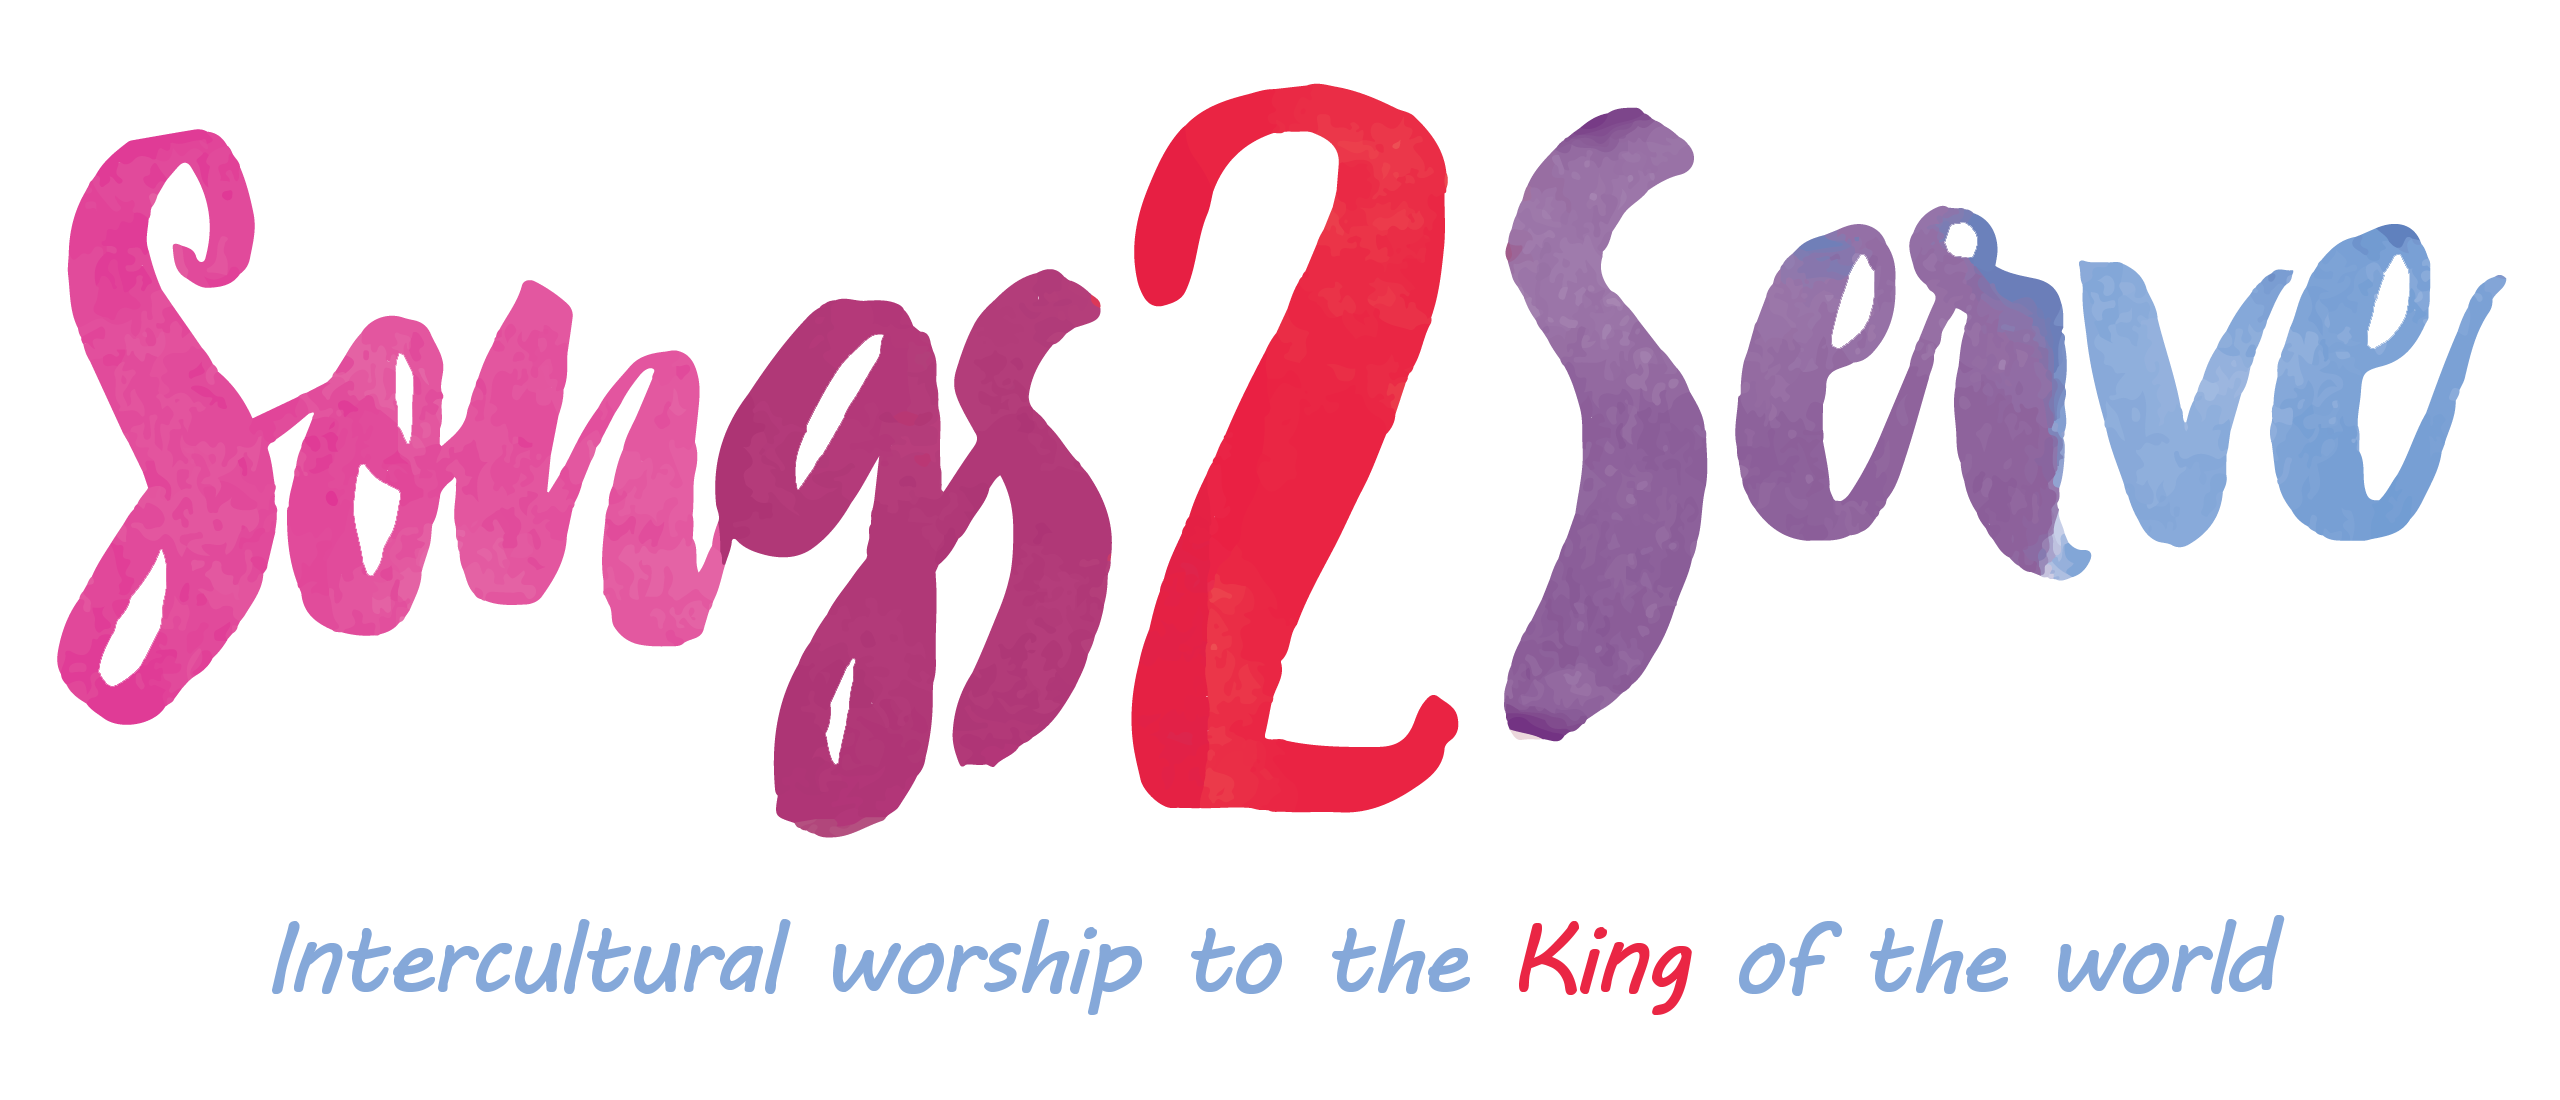 Songs2Serve
Intercultural worship to the King of the world